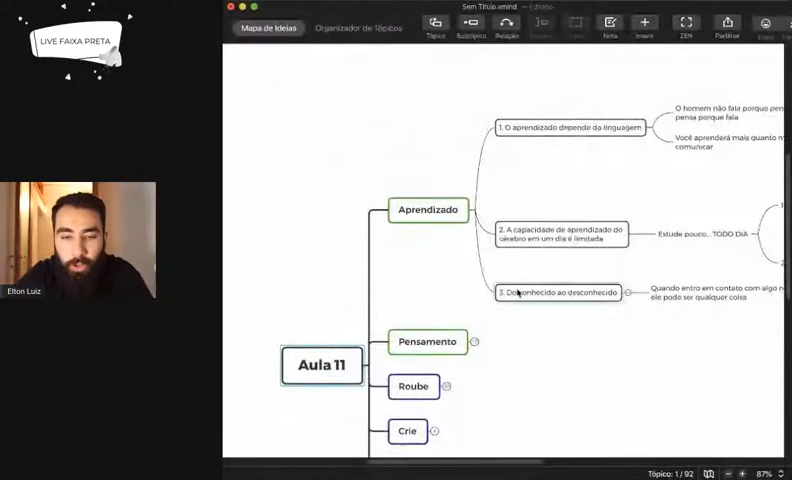 LIVE FAIXA PRETA
Elton Luiz
Sem Título.xmind — Editado
Mapa de Ideias
Organizador de Tópicos
Tópico
Subtópico
Relação
Nota
Inserir
ZEN
Partilhar
Aula 11
Aprendizado
1. O aprendizado depende da linguagem
O homem não fala porque pen
pensa porque fala
Você aprenderá mais quanto m
comunicar
2. A capacidade de aprendizado do
cérebro em um dia é limitada
Estude pouco... TODO DIA
1
2
3. Desconhecido ao desconhecido
Quando entro em contato com algo n
ele pode ser qualquer coisa
Pensamento
Roube
Crie
Tópico: 1 / 92
87%